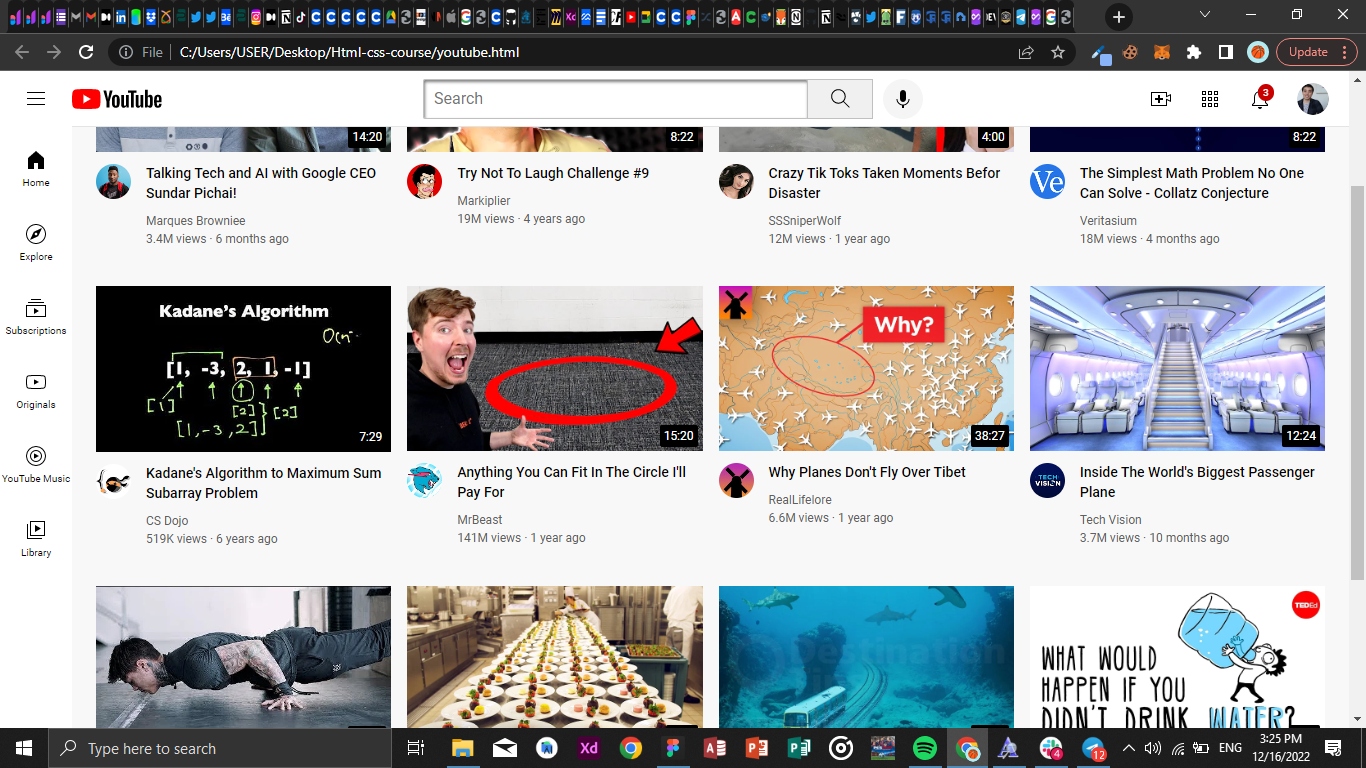 File
C:/Users/USER/Desktop/Html-css-course/youtube.html
Update
YouTube
Search
3
Home
Explore
Subscriptions
Originals
YouTube Music
Library
14:20
8:22
4:00
8:22
Talking Tech and AI with Google CEO
Sundar Pichai!
Marques Browniee
3.4M views · 6 months ago
Try Not To Laugh Challenge #9
Markiplier
19M views · 4 years ago
Crazy Tik Toks Taken Moments Befor
Disaster
SSSniperWolf
12M views · 1 year ago
Ve
The Simplest Math Problem No One
Can Solve - Collatz Conjecture
Veritasium
18M views · 4 months ago
Kadane's Algorithm
[1, -3, 2, 1, -1]
[1]
[2]
[2]
[1, -3, 2]
7:29
15:20
Why?
38:27
12:24
Kadane's Algorithm to Maximum Sum
Subarray Problem
CS Dojo
519K views · 6 years ago
Anything You Can Fit In The Circle I'll
Pay For
MrBeast
141M views · 1 year ago
Why Planes Don't Fly Over Tibet
RealLifelore
6.6M views · 1 year ago
TECH
VISION
Inside The World's Biggest Passenger
Plane
Tech Vision
3.7M views · 10 months ago
TEDEd
WHAT WOULD
HAPPEN IF YOU
DIDN'T DRINK WATER?
Type here to search
Xd
4
12
ENG
3:25 PM
12/16/2022